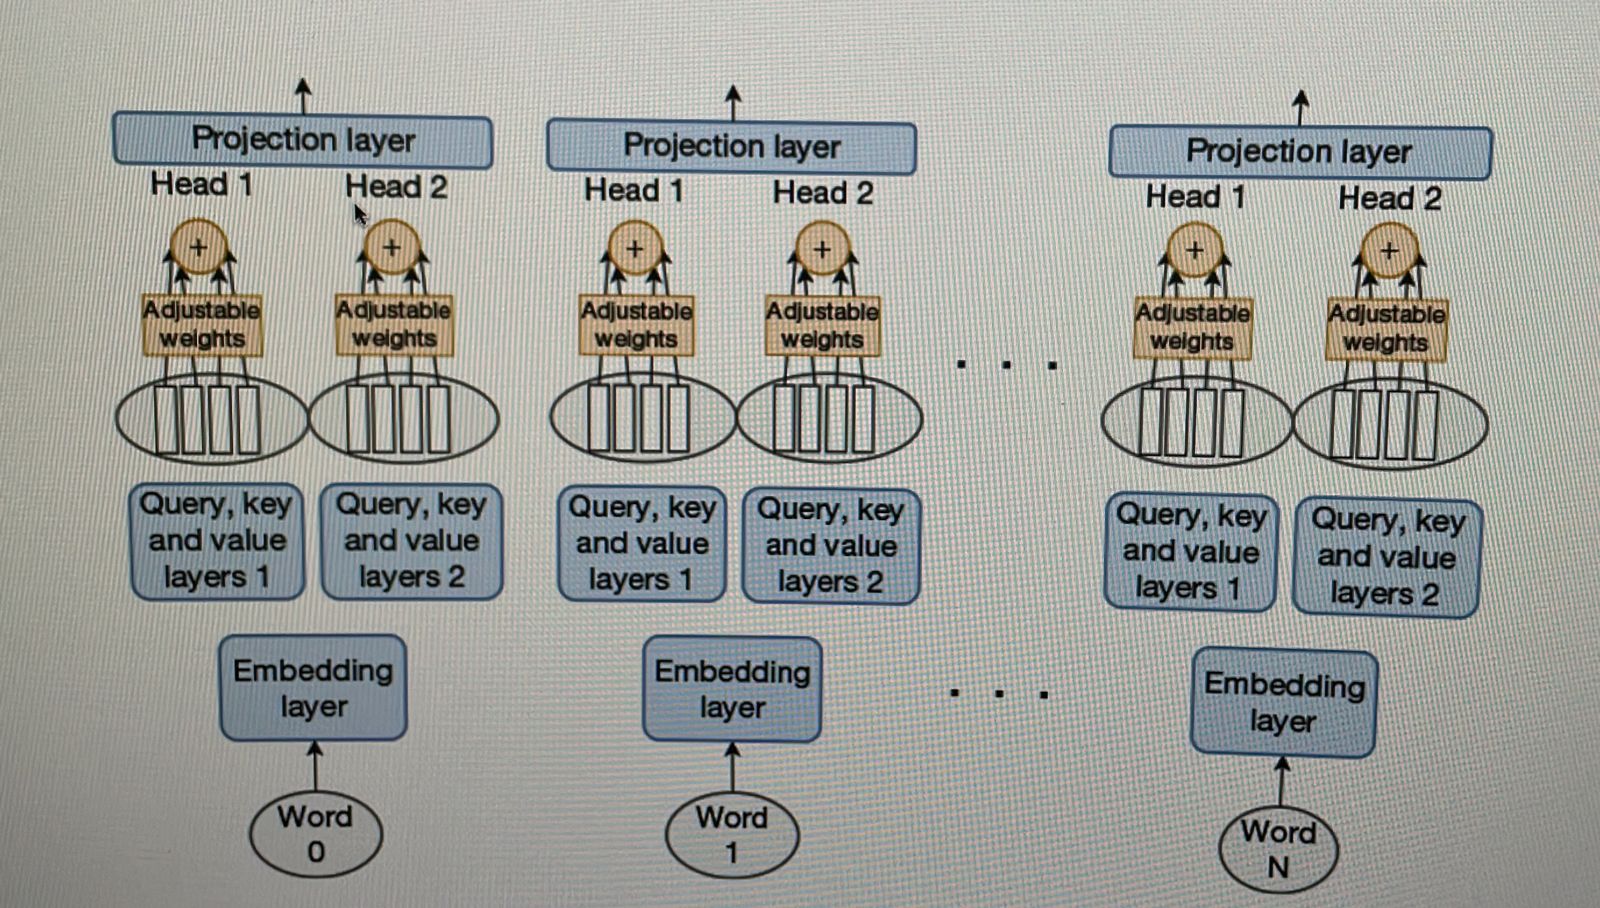 Projection layer
Projection layer
Projection layer
Head 1
Head 2
Head 1
Head 2
Head 1
Head 2
+
+
+
+
+
+
Adjustable
weights
Adjustable
weights
Adjustable
weights
Adjustable
weights
Adjustable
weights
Adjustable
weights
. . .
Query, key
and value
layers 1
Query, key
and value
layers 2
Query, key
and value
layers 1
Query, key
and value
layers 2
Query, key
and value
layers 1
Query, key
and value
layers 2
Embedding
layer
Embedding
layer
. . .
Embedding
layer
Word
0
Word
1
Word
N